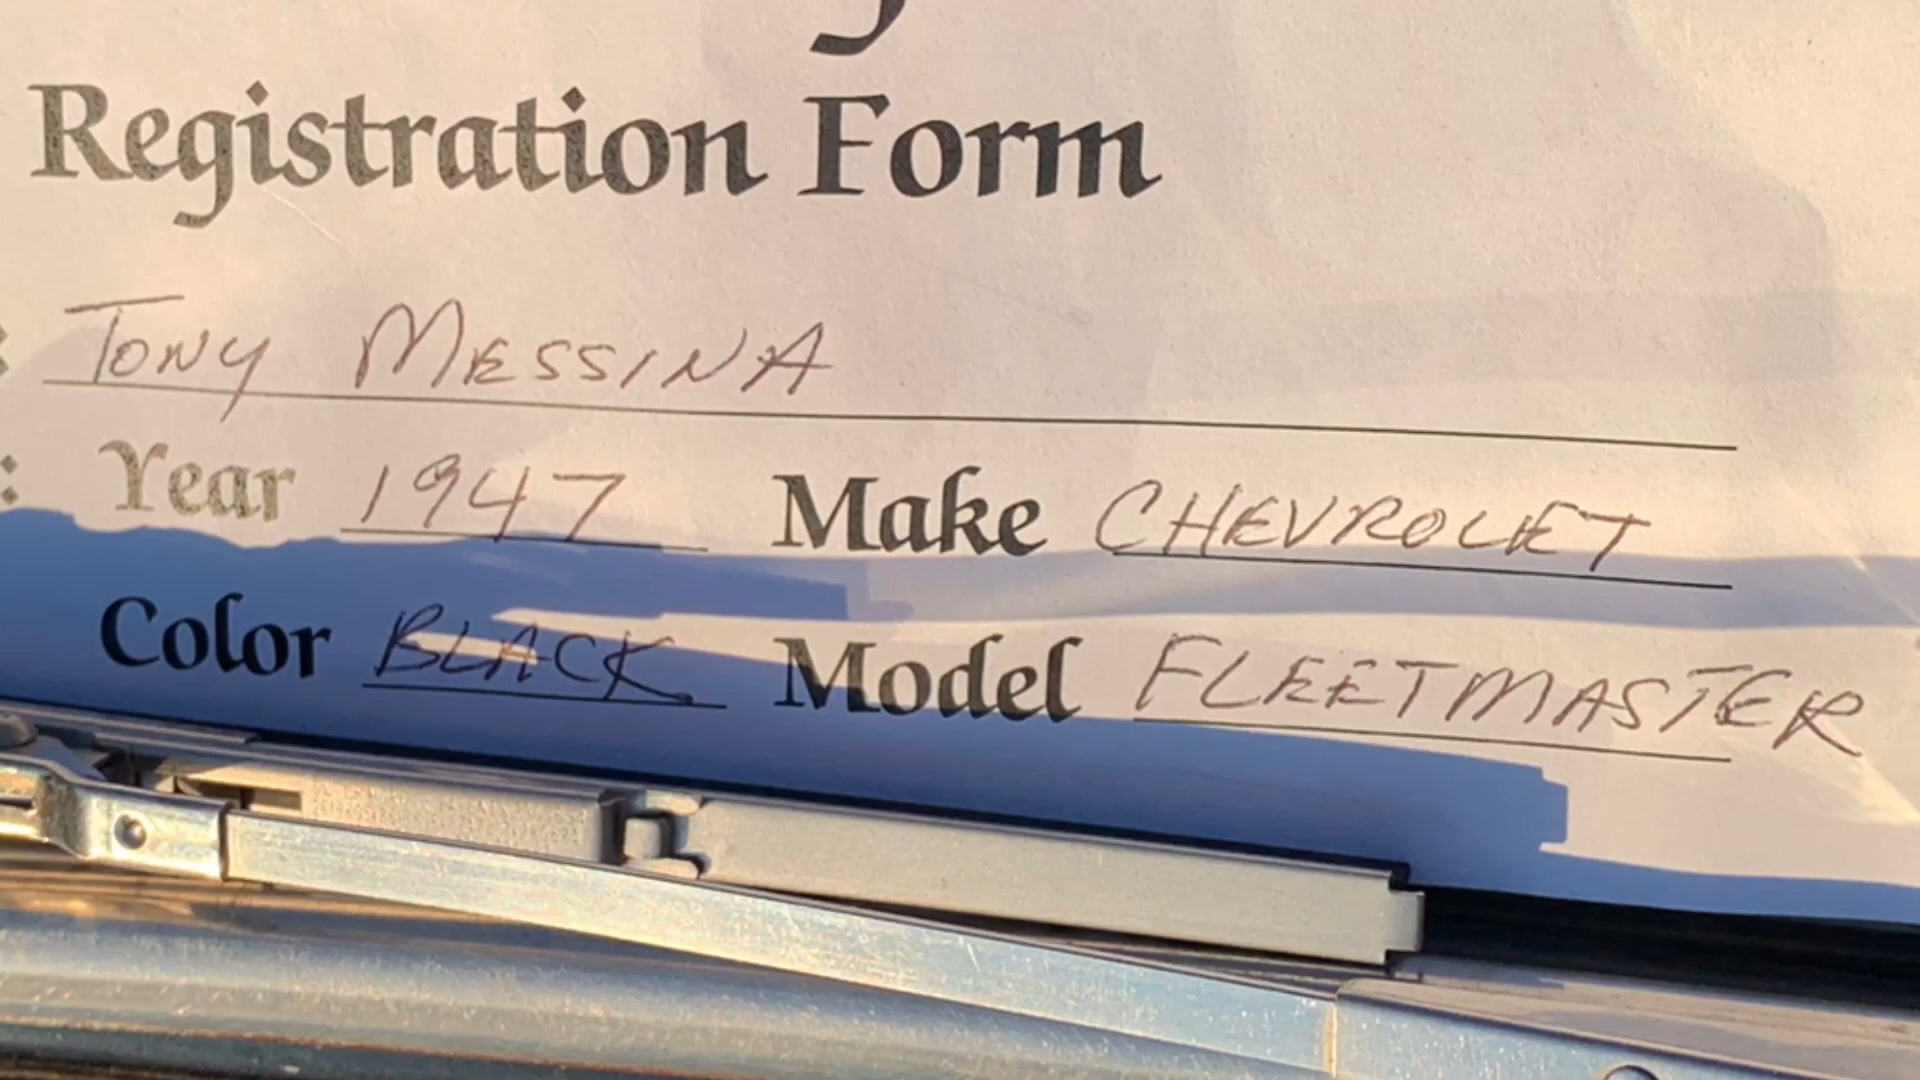 Registration Form
TONY MESSINA
Year 1947 Make CHEVROLET
Color BLACK Model FLEETMASTER